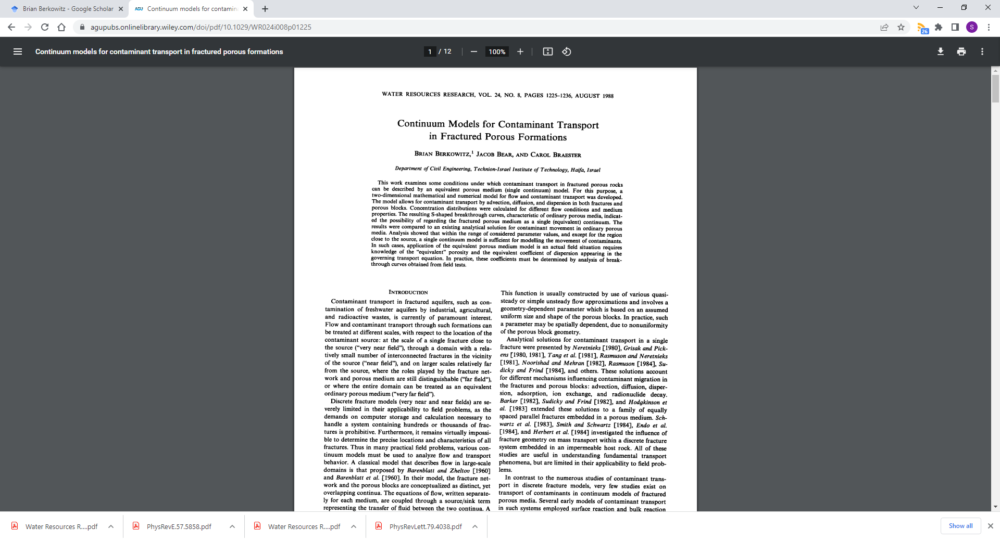 Brian Berkowitz - Google Scholar
AGU Continuum models for contamin
agupubs.onlinelibrary.wiley.com/doi/pdf/10.1029/WR024i008p01225
26
S
Continuum models for contaminant transport in fractured porous formations
1 / 12
100%
WATER RESOURCES RESEARCH, VOL. 24, NO. 8, PAGES 1225–1236, AUGUST 1988
Continuum Models for Contaminant Transport
in Fractured Porous Formations
BRIAN BERKOWITZ,¹ JACOB BEAR, AND CAROL BRAESTER
Department of Civil Engineering, Technion-Israel Institute of Technology, Haifa, Israel
This work examines some conditions under which contaminant transport in fractured porous rocks
can be described by an equivalent porous medium (single continuum) model. For this purpose, a
two-dimensional mathematical and numerical model for flow and contaminant transport was developed.
The model allows for contaminant transport by advection, diffusion, and dispersion in both fractures and
porous blocks. Concentration distributions were calculated for different flow conditions and medium
properties. The resulting S-shaped breakthrough curves, characteristic of ordinary porous media, indicat-
ed the possibility of regarding the fractured porous medium as a single (equivalent) continuum. The
results were compared to an existing analytical solution for contaminant movement in ordinary porous
media. Analysis showed that within the range of considered parameter values, and except for the region
close to the source, a single continuum model is sufficient for modelling the movement of contaminants.
In such cases, application of the equivalent porous medium model is an actual field situation requires
knowledge of the “equivalent” porosity and the equivalent coefficient of dispersion appearing in the
governing transport equation. In practice, these coefficients must be determined by analysis of break-
through curves obtained from field tests.
INTRODUCTION
Contaminant transport in fractured aquifers, such as con-
tamination of freshwater aquifers by industrial, agricultural,
and radioactive wastes, is currently of paramount interest.
Flow and contaminant transport through such formations can
be treated at different scales, with respect to the location of the
contaminant source: at the scale of a single fracture close to
the source (“very near field”), through a domain with a rela-
tively small number of interconnected fractures in the vicinity
of the source (“near field”), and on larger scales relatively far
from the source, where the roles played by the fracture net-
work and porous medium are still distinguishable (“far field“),
or where the entire domain can be treated as an equivalent
ordinary porous medium (“very far field”).
Discrete fracture models (very near and near fields) are se-
verely limited in their applicability to field problems, as the
demands on computer storage and calculation necessary to
handle a system containing hundreds or thousands of frac-
tures is prohibitive. Furthermore, it remains virtually impossi-
ble to determine the precise locations and characteristics of all
fractures. Thus in many practical field problems, various con-
tinuum models must be used to analyze flow and transport
behavior. A classical model that describes flow in large-scale
domains is that proposed by Barenblatt and Zheltov [1960]
and Barenblatt et al. [1960]. In their model, the fracture net-
work and the porous blocks are conceptualized as distinct, yet
overlapping continua. The equations of flow, written separate-
ly for each medium, are coupled through a source/sink term
representing the transfer of fluid between the two continua. A
This function is usually constructed by use of various quasi-
steady or simple unsteady flow approximations and involves a
geometry-dependent parameter which is based on an assumed
uniform size and shape of the porous blocks. In practice, such
a parameter may be spatially dependent, due to nonuniformity
of the porous block geometry.
Analytical solutions for contaminant transport in a single
fracture were presented by Neretnieks [1980], Grisak and Pick-
ens [1980, 1981], Tang et al. [1981], Rasmuson and Neretnieks
[1981], Noorishad and Mehran [1982], Rasmuson [1984], Su-
dicky and Frind [1984], and others. These solutions account
for different mechanisms influencing contaminant migration in
the fractures and porous blocks: advection, diffusion, disper-
sion, adsorption, ion exchange, and radionuclide decay.
Barker [1982], Sudicky and Frind [1982], and Hodgkinson et
al. [1983] extended these solutions to a family of equally
spaced parallel fractures embedded in a porous medium. Sch-
wartz et al. [1983], Smith and Schwartz [1984], Endo et al.
[1984], and Herbert et al. [1984] investigated the influence of
fracture geometry on mass transport within a discrete fracture
system embedded in an impermeable host rock. All of these
studies are useful in understanding fundamental transport
phenomena, but are limited in their applicability to field prob-
lems.
In contrast to the numerous studies of contaminant trans-
port in discrete fracture models, very few studies exist on
transport of contaminants in continuum models of fractured
porous media. Several early models of contaminant transport
in such systems employed surface reaction and bulk reaction
Water Resources R....pdf
PhysRevE.57.5858.pdf
Water Resources R....pdf
PhysRevLett.79.4038.pdf
Show all